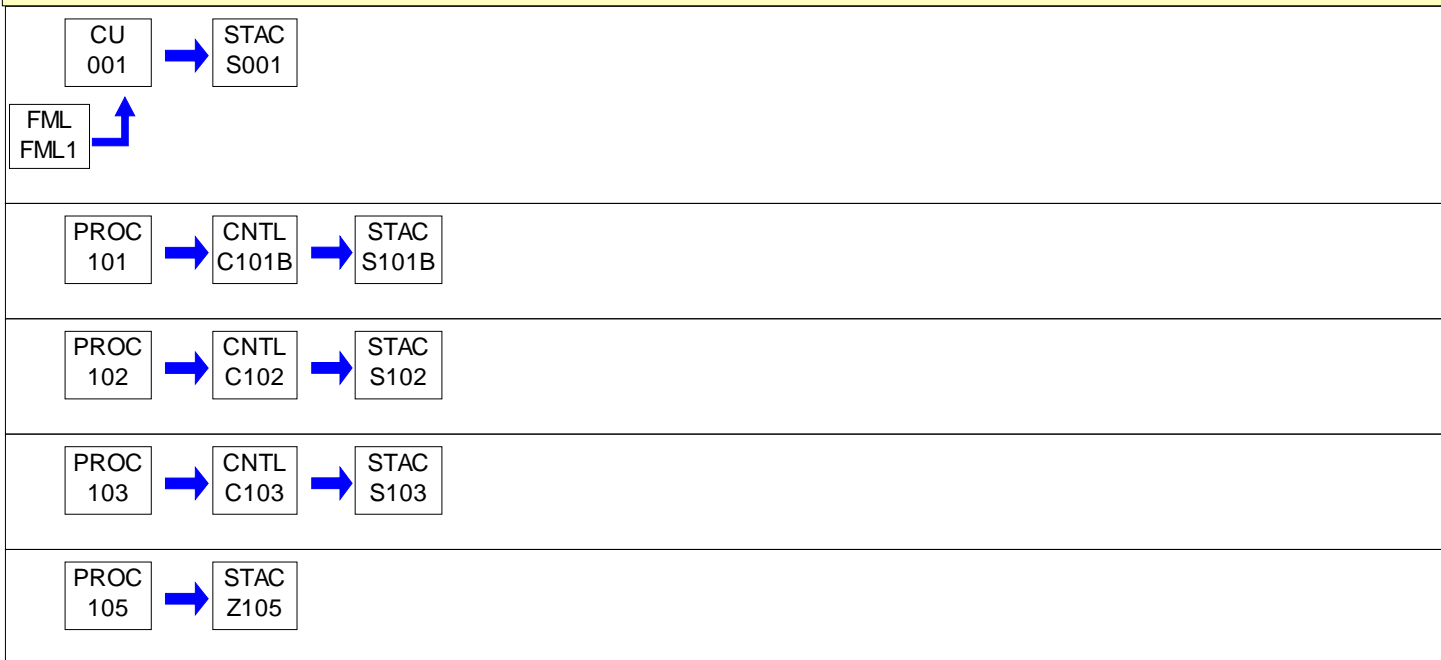 CU
001
STAC
S001
FML
FML1
PROC
101
CNTL
C101B
STAC
S101B
PROC
102
CNTL
C102
STAC
S102
PROC
103
CNTL
C103
STAC
S103
PROC
105
STAC
Z105